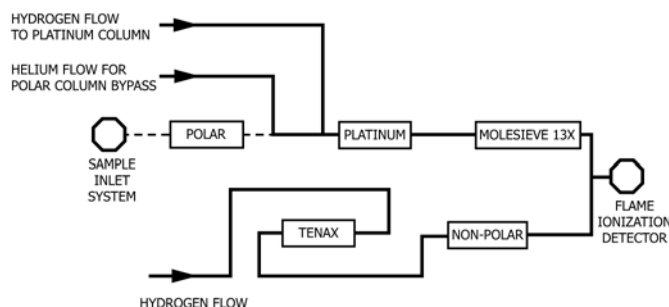 HYDROGEN FLOW
TO PLATINUM COLUMN
HELIUM FLOW FOR
POLAR COLUMN BYPASS
POLAR
PLATINUM
MOLESIEVE 13X
SAMPLE
INLET
SYSTEM
FLAME
IONIZATION
DETECTOR
TENAX
NON-POLAR
HYDROGEN FLOW